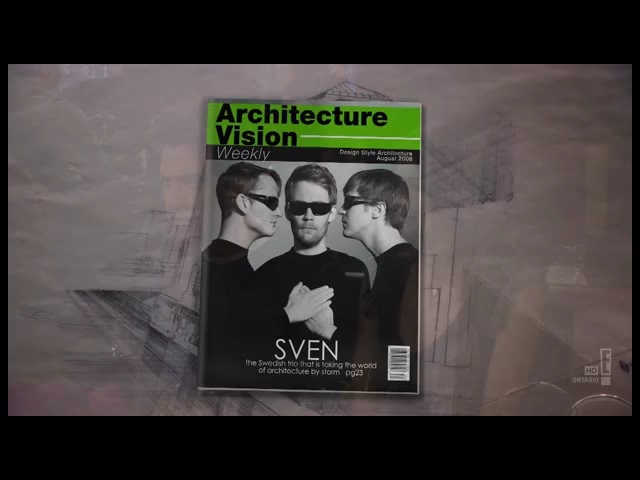 Architecture
Vision
Weekly
Design Style Architecture
August 2008
SVEN
the Swedish trio that is taking the world
of architecture by storm pg23
HD
E!
ONTARIO